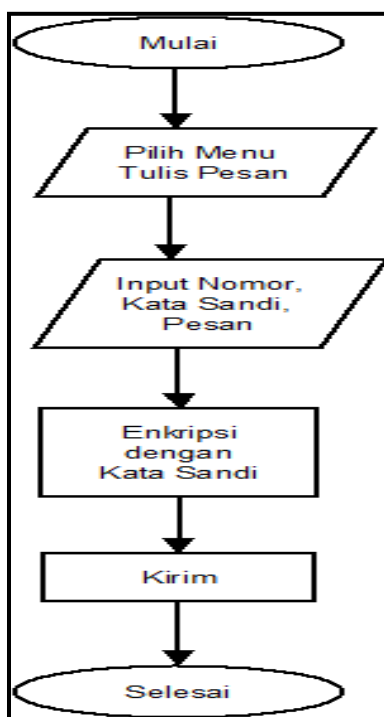 Mulai
Pilih Menu
Tulis Pesan
Input Nomor,
Kata Sandi,
Pesan
Enkripsi
dengan
Kata Sandi
Kirim
Selesai